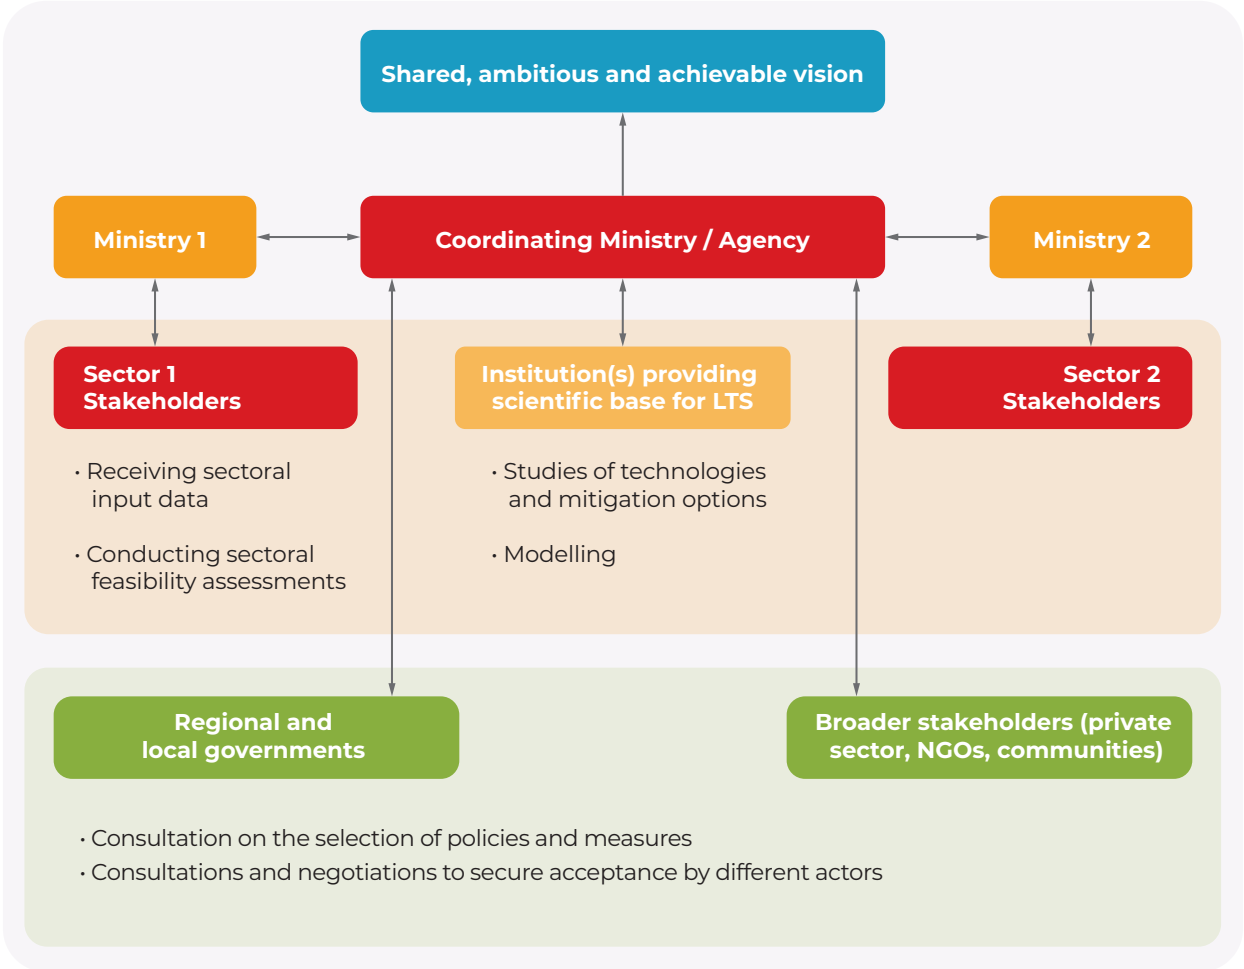 Shared, ambitious and achievable vision
Ministry 1
Coordinating Ministry / Agency
Ministry 2
Sector 1
Stakeholders
Institution(s) providing
scientific base for LTS
Sector 2
Stakeholders
· Receiving sectoral
input data
· Conducting sectoral
feasibility assessments
· Studies of technologies
and mitigation options
· Modelling
Regional and
local governments
Broader stakeholders (private
sector, NGOs, communities)
· Consultation on the selection of policies and measures
· Consultations and negotiations to secure acceptance by different actors